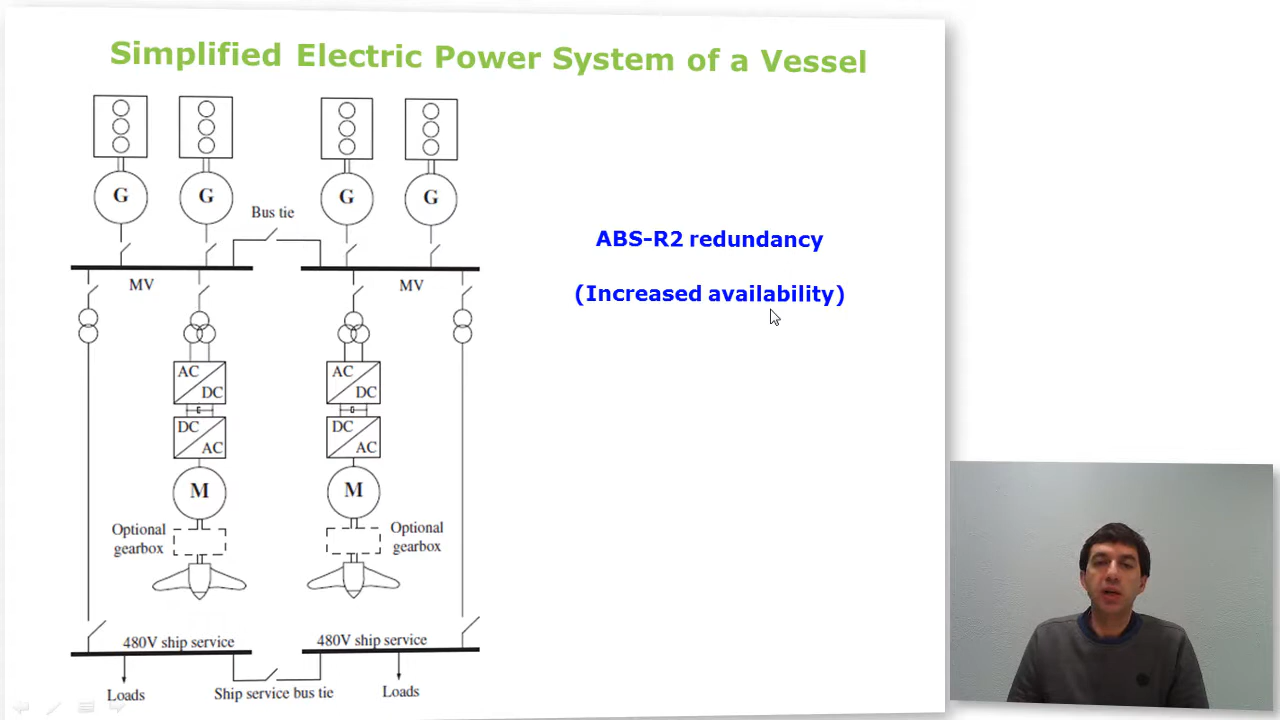 Simplified Electric Power System of a Vessel
G
G
G
G
Bus tie
MV
MV
ABS-R2 redundancy
(Increased availability)
AC
DC
AC
DC
DC
AC
DC
AC
M
M
Optional
gearbox
Optional
gearbox
480V ship service
480V ship service
Loads
Ship service bus tie
Loads